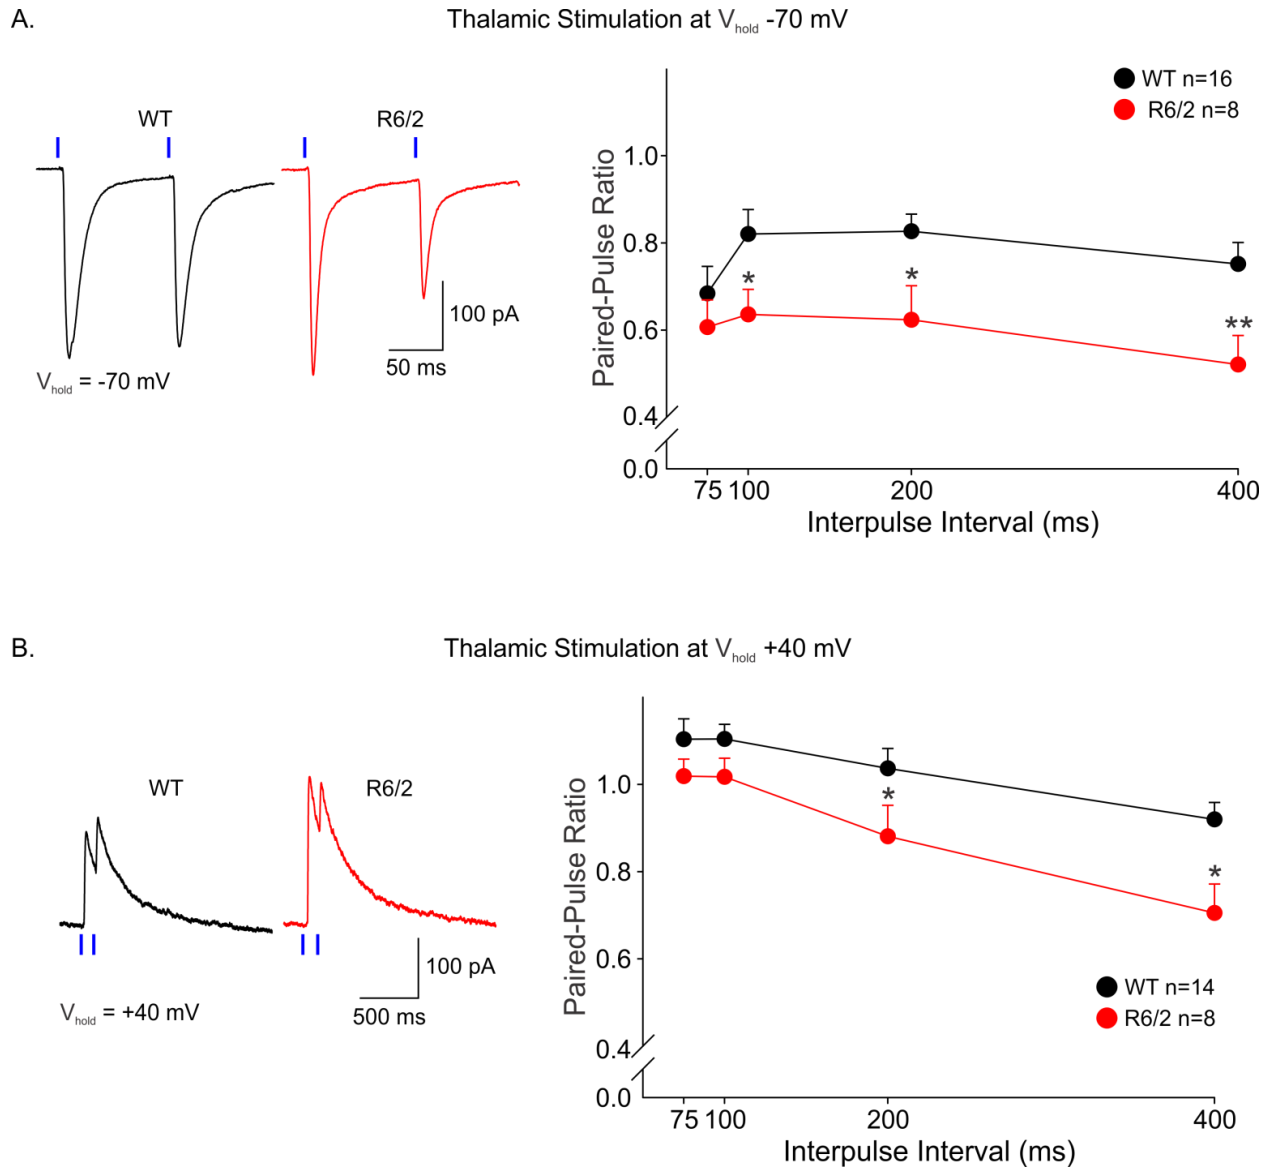 A.
Thalamic Stimulation at Vhold -70 mV
WT
R6/2
100 pA
50 ms
Vhold = -70 mV
WT n=16
R6/2 n=8
Paired-Pulse Ratio
1.0
0.8
0.6
0.4
0.0
*
*
**
75 100 200 400
Interpulse Interval (ms)
B.
Thalamic Stimulation at Vhold +40 mV
WT
R6/2
100 pA
500 ms
Vhold = +40 mV
Paired-Pulse Ratio
1.0
0.8
0.6
0.4
0.0
*
*
WT n=14
R6/2 n=8
75 100 200 400
Interpulse Interval (ms)